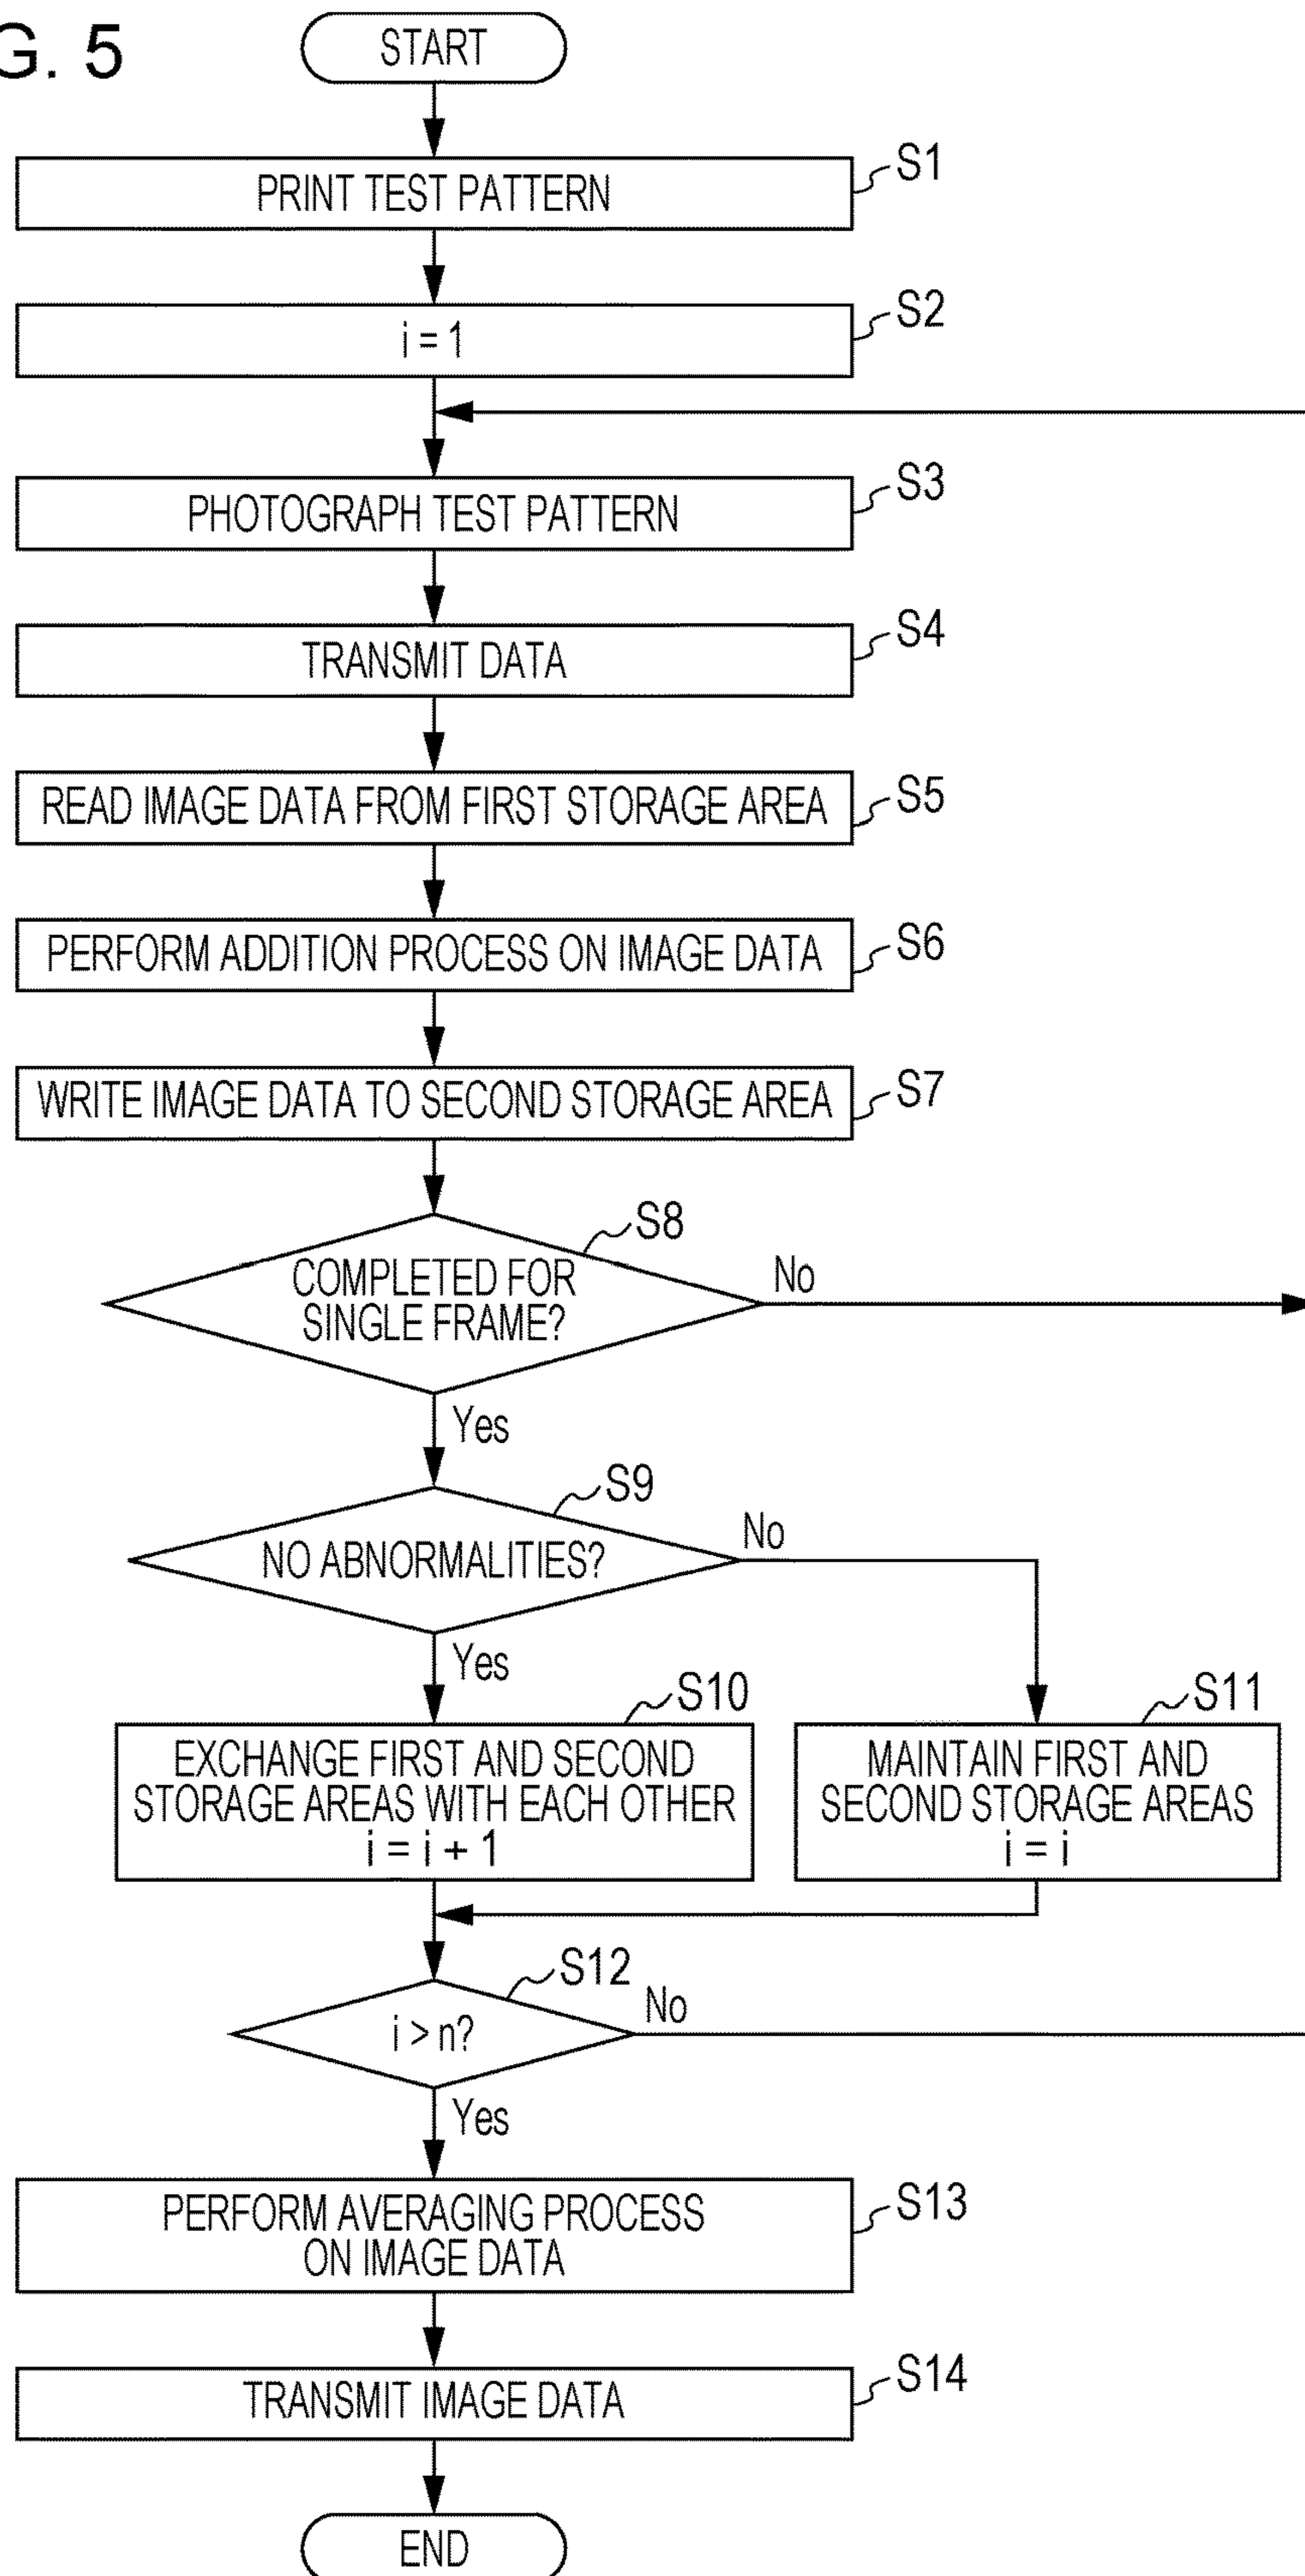 G. 5
START
PRINT TEST PATTERN
S1
i = 1
S2
PHOTOGRAPH TEST PATTERN
S3
TRANSMIT DATA
S4
READ IMAGE DATA FROM FIRST STORAGE AREA
S5
PERFORM ADDITION PROCESS ON IMAGE DATA
S6
WRITE IMAGE DATA TO SECOND STORAGE AREA
S7
S8
COMPLETED FOR
SINGLE FRAME?
No
Yes
S9
NO ABNORMALITIES?
No
Yes
S10
EXCHANGE FIRST AND SECOND
STORAGE AREAS WITH EACH OTHER
i = i + 1
S11
MAINTAIN FIRST AND
SECOND STORAGE AREAS
i = i
S12
i > n?
No
Yes
PERFORM AVERAGING PROCESS
ON IMAGE DATA
S13
TRANSMIT IMAGE DATA
S14
END